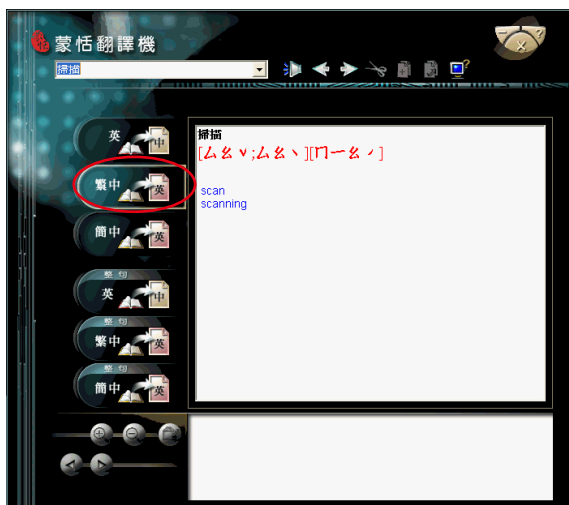 蒙恬翻譯機
掃描
英 中
繁中 英
簡中 英
整句
英 中
整句
繁中 英
整句
簡中 英
掃描
[ㄙㄠˇ;ㄙㄠˋ][ㄇㄧㄠˊ]
scan
scanning